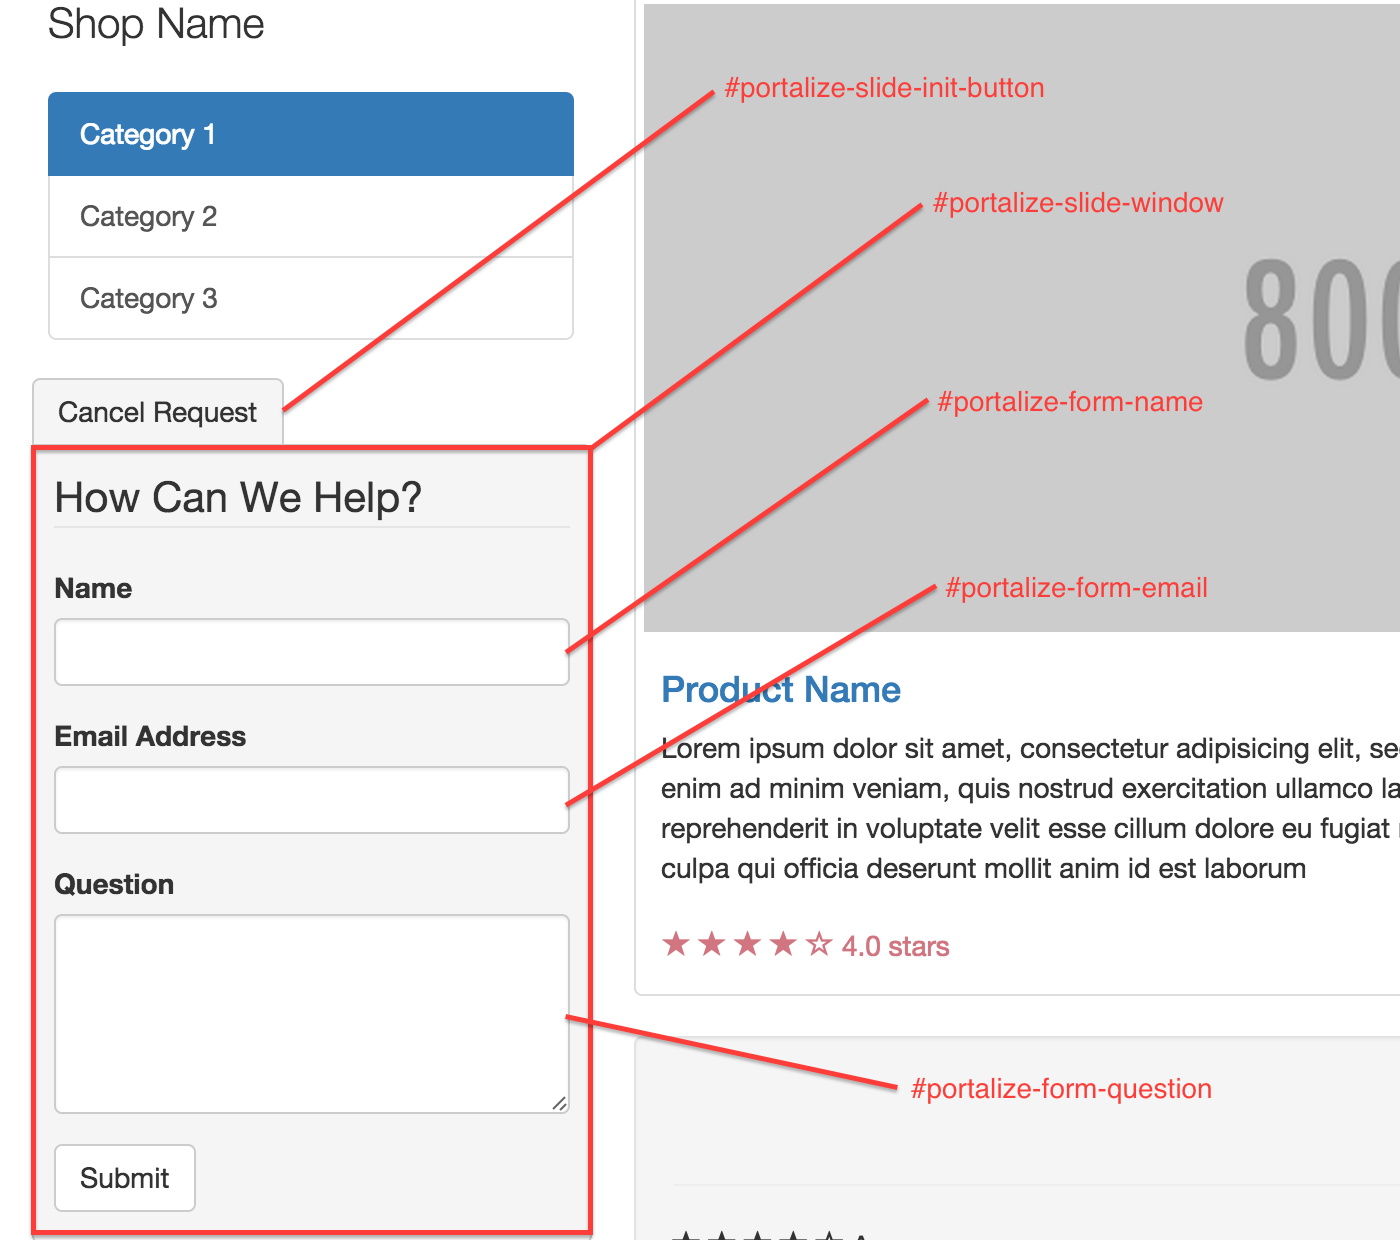 Shop Name
Category 1
Category 2
Category 3
Cancel Request
How Can We Help?
Name
Email Address
Question
Submit
#portalize-slide-init-button
#portalize-slide-window
800
#portalize-form-name
#portalize-form-email
Product Name
Lorem ipsum dolor sit amet, consectetur adipisicing elit,
enim ad minim veniam, quis nostrud exercitation ullamco
reprehenderit in voluptate velit esse cillum dolore eu fugiat
culpa qui officia deserunt mollit anim id est laborum
4.0 stars
#portalize-form-question